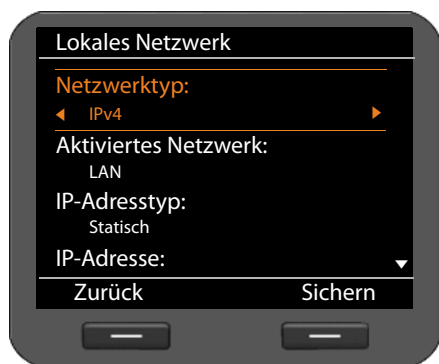 Lokales Netzwerk
Netzwerktyp:
IPv4
Aktiviertes Netzwerk:
LAN
IP-Adresstyp:
Statisch
IP-Adresse:
Zurück Sichern